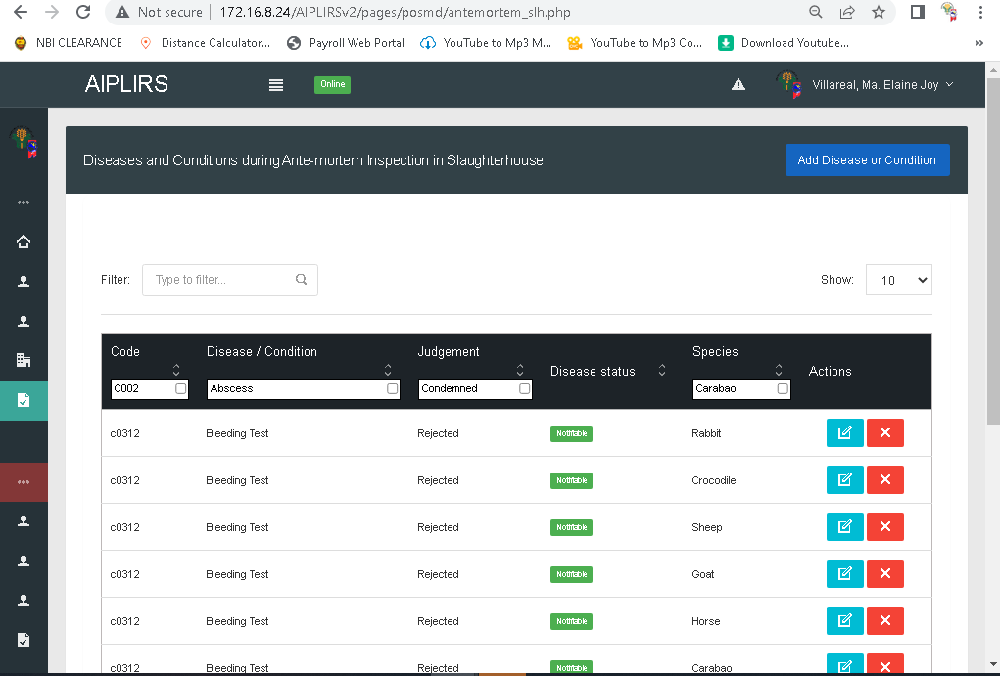 Not secure | 172.16.8.24/AIPLIRSv2/pages/posmd/antemortem_slh.php
NBI CLEARANCE Distance Calculator... Payroll Web Portal YouTube to Mp3 M... YouTube to Mp3 Co... Download Youtube... »
AIPLIRS Online Villareal, Ma. Elaine Joy
Diseases and Conditions during Ante-mortem Inspection in Slaughterhouse Add Disease or Condition
Filter: Type to filter... Show: 10
Code Disease / Condition Judgement Disease status Species Actions
C002 Abscess Condemned Carabao
c0312 Bleeding Test Rejected Notifiable Rabbit
c0312 Bleeding Test Rejected Notifiable Crocodile
c0312 Bleeding Test Rejected Notifiable Sheep
c0312 Bleeding Test Rejected Notifiable Goat
c0312 Bleeding Test Rejected Notifiable Horse
c0312 Bleeding Test Rejected Notifiable Carabao